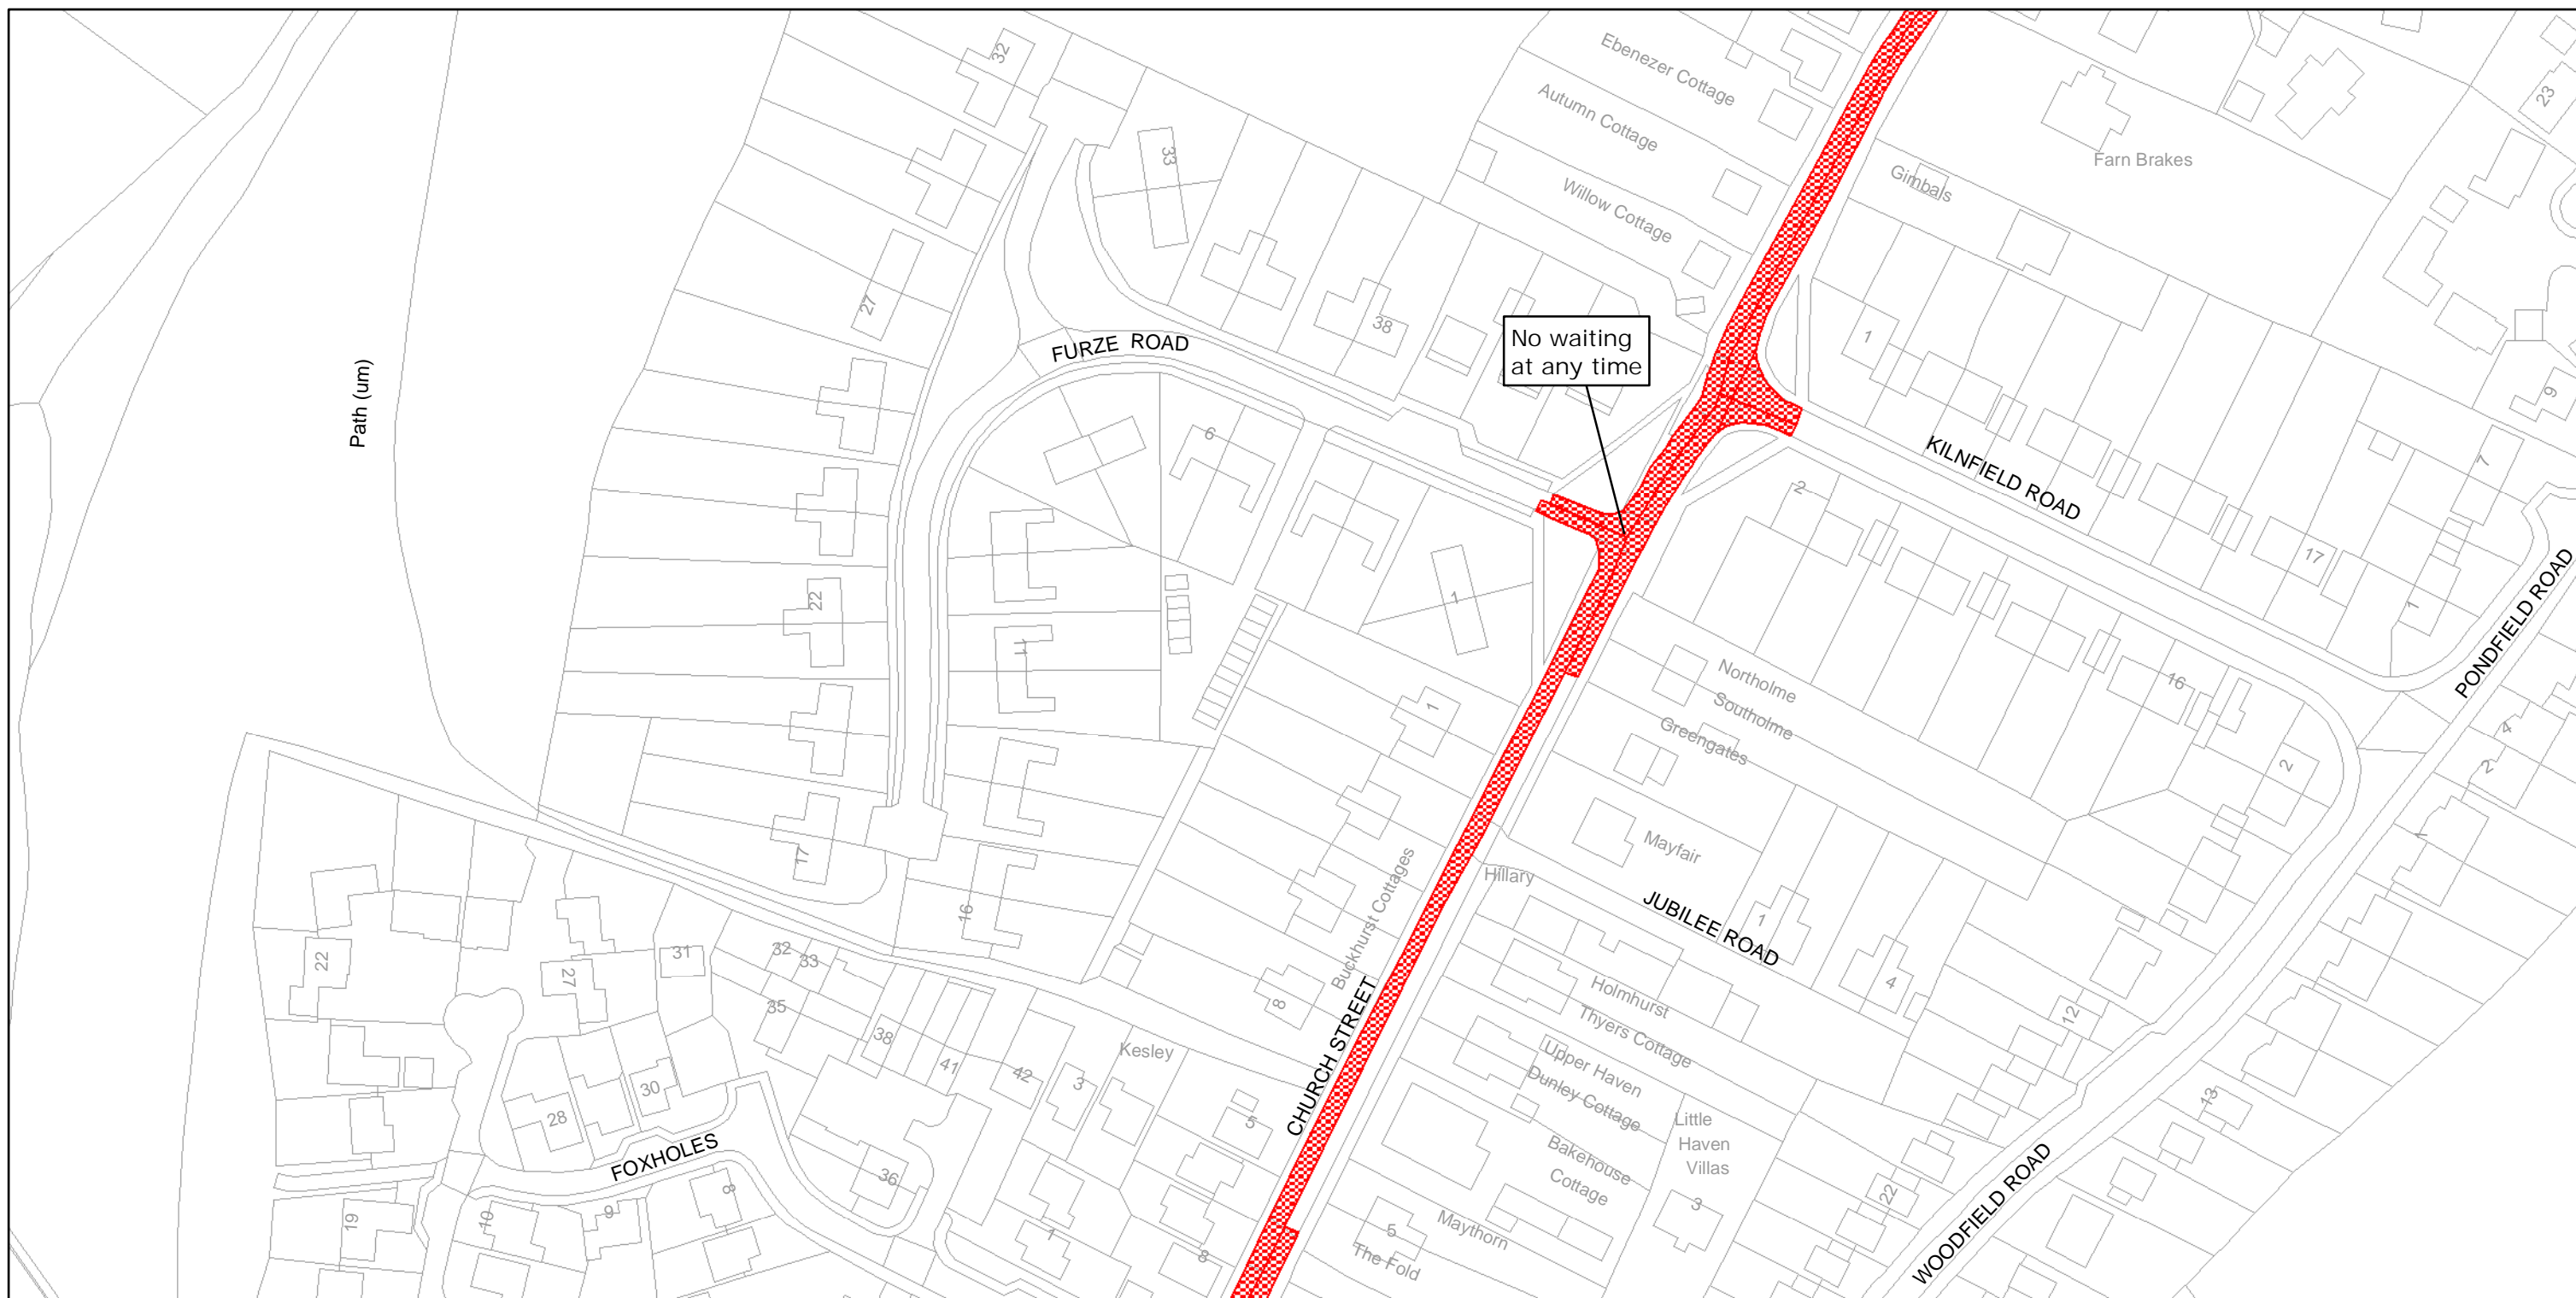 32
Ebenezer Cottage
23
Autumn Cottage
33
Farn Brakes
Gimbals
Willow Cottage
27
38
1
No waiting
at any time
FURZE ROAD
Path (um)
9
6
KILNFIELD ROAD
7
2
17
22
1
1
PONDFIELD ROAD
11
Northolme
16
Southolme
1
Greengates
4
2
2
1
17
Mayfair
Hillary
16
JUBILEE ROAD
1
Buckhurst Cottages
22
31
32
33
27
4
8
Holmhurst
35
12
Thyers Cottage
38
CHURCH STREET
41
42
Kesley
3
Upper Haven
Dunley Cottage
30
28
5
Little
Haven
Villas
13
FOXHOLES
Bakehouse
Cottage
36
8
22
3
WOODFIELD ROAD
19
10
9
1
5
Maythorn
8
The Fold